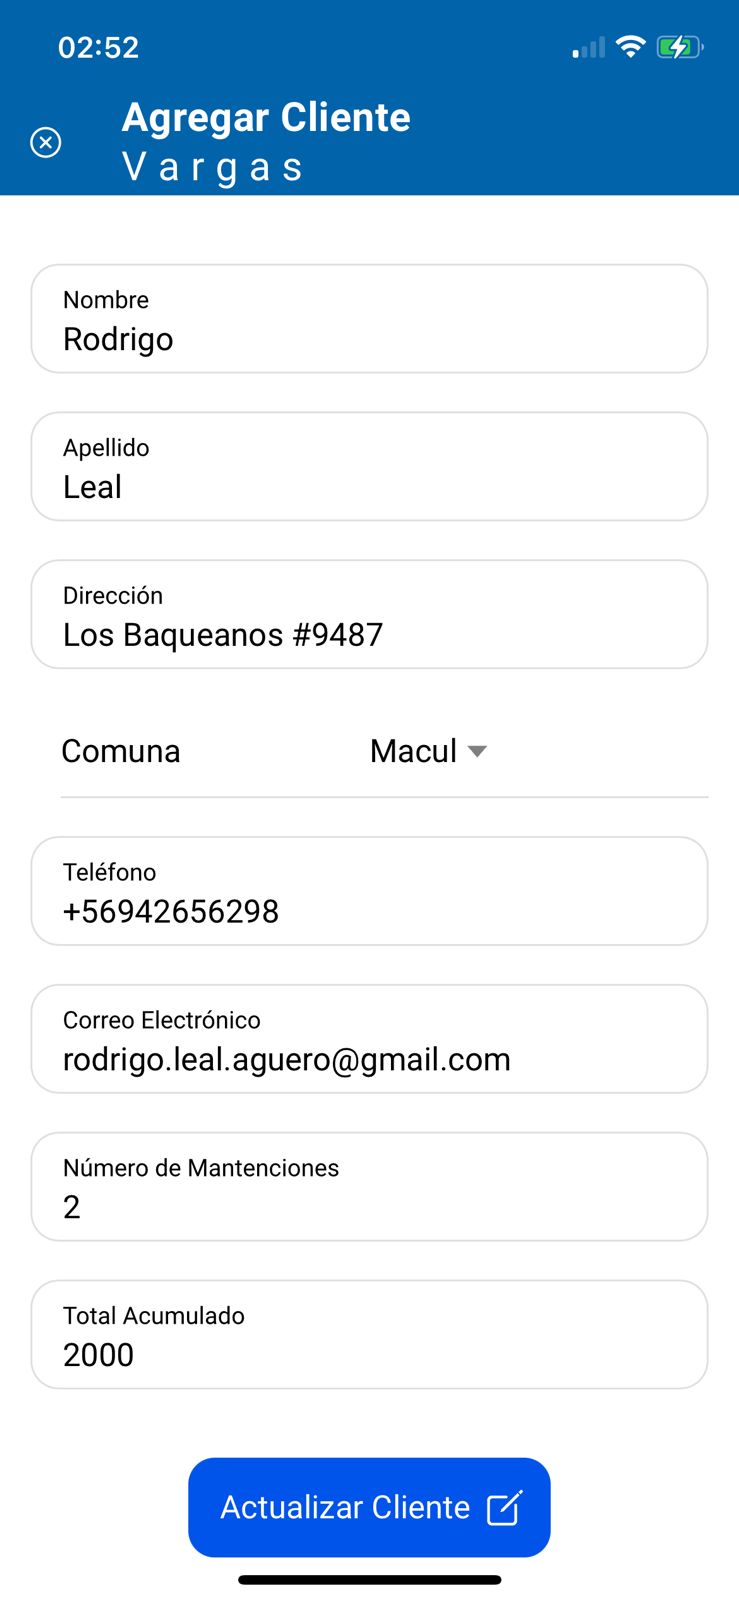 02:52
Agregar Cliente
Vargas
Nombre
Rodrigo
Apellido
Leal
Dirección
Los Baqueanos #9487
Comuna Macul
Teléfono
+56942656298
Correo Electrónico
rodrigo.leal.aguero@gmail.com
Número de Mantenciones
2
Total Acumulado
2000
Actualizar Cliente